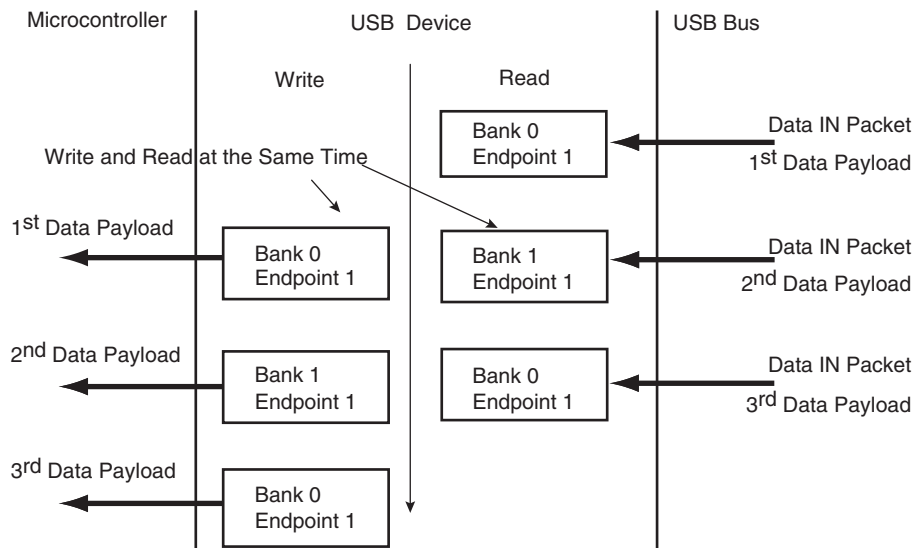 Microcontroller
USB Device
USB Bus
Write
Read
Bank 0
Endpoint 1
Data IN Packet
1st Data Payload
Write and Read at the Same Time
1st Data Payload
Bank 0
Endpoint 1
Bank 1
Endpoint 1
Data IN Packet
2nd Data Payload
2nd Data Payload
Bank 1
Endpoint 1
Bank 0
Endpoint 1
Data IN Packet
3rd Data Payload
3rd Data Payload
Bank 0
Endpoint 1